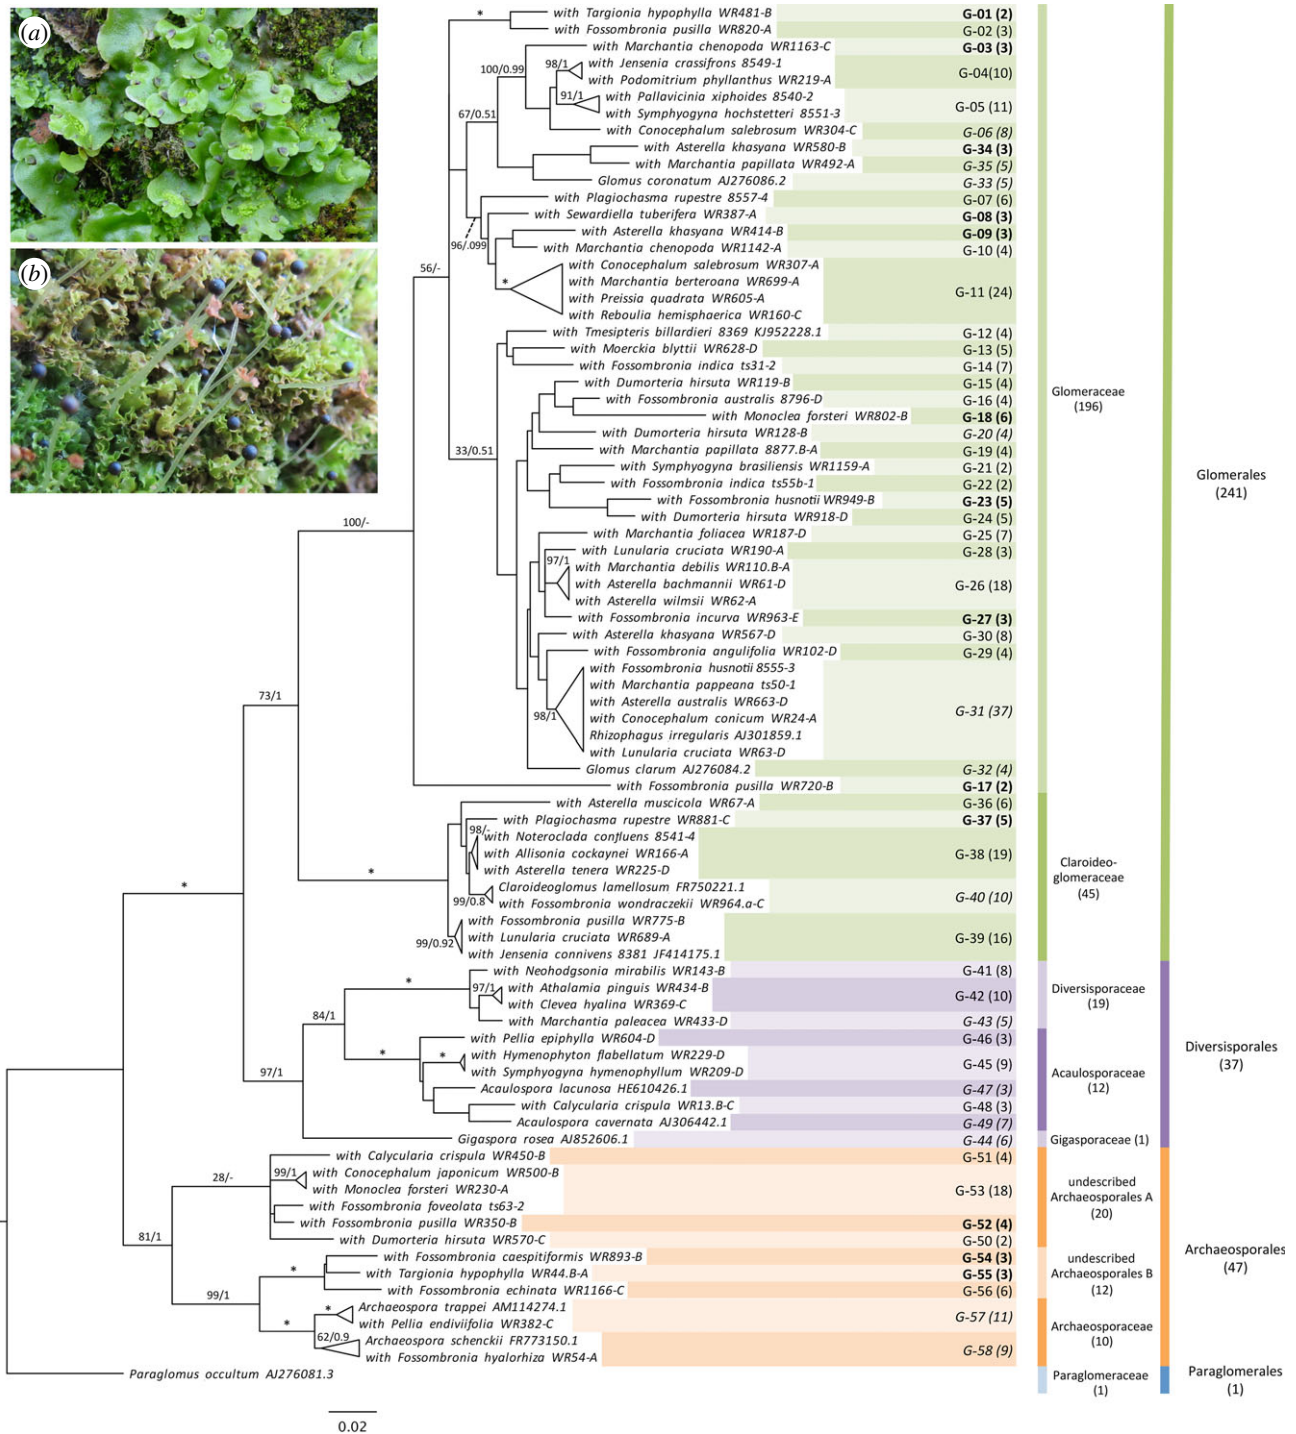 (a)
(b)
with Targionia hypophylla WR481-B G-01 (2)
with Fossombronia pusilla WR820-A G-02 (3)
with Marchantia chenopoda WR1163-C G-03 (3)
with Jensenia crassifrons 8549-1
with Podomitrium phyllanthus WR219-A
G-04(10)
with Pallavicinia xiphoides 8540-2
with Symphyogyna hochstetteri 8551-3
G-05 (11)
with Conocephalum salebrosum WR304-C G-06 (8)
with Asterella khasyana WR580-B G-34 (3)
with Marchantia papillata WR492-A G-35 (5)
Glomus coronatum AJ276086.2 G-33 (5)
with Plagiochasma rupestre 8557-4 G-07 (6)
with Sewardiella tuberifera WR387-A G-08 (3)
with Asterella khasyana WR414-B G-09 (3)
with Marchantia chenopoda WR1142-A G-10 (4)
with Conocephalum salebrosum WR307-A
with Marchantia berteroana WR699-A
with Preissia quadrata WR605-A
with Reboulia hemisphaerica WR160-C
G-11 (24)
with Tmesipteris billardieri 8369 KJ952228.1 G-12 (4)
with Moerckia blyttii WR628-D G-13 (5)
with Fossombronia indica ts31-2 G-14 (7)
with Dumorteria hirsuta WR119-B G-15 (4)
with Fossombronia australis 8796-D G-16 (4)
with Monoclea forsteri WR802-B G-18 (6)
with Dumorteria hirsuta WR128-B G-20 (4)
with Marchantia papillata 8877.B-A G-19 (4)
with Symphyogyna brasiliensis WR1159-A G-21 (2)
with Fossombronia indica ts55b-1 G-22 (2)
with Fossombronia husnotii WR949-B G-23 (5)
with Dumorteria hirsuta WR918-D G-24 (5)
with Marchantia foliacea WR187-D G-25 (7)
with Lunularia cruciata WR190-A G-28 (3)
with Marchantia debilis WR110.B-A
with Asterella bachmannii WR61-D
with Asterella wilmsii WR62-A
G-26 (18)
with Fossombronia incurva WR963-E G-27 (3)
with Asterella khasyana WR567-D G-30 (8)
with Fossombronia angulifolia WR102-D G-29 (4)
with Fossombronia husnotii 8555-3
with Marchantia pappeana ts50-1
with Asterella australis WR663-D
with Conocephalum conicum WR24-A
Rhizophagus irregularis AJ301859.1
with Lunularia cruciata WR63-D
G-31 (37)
Glomus clarum AJ276084.2 G-32 (4)
with Fossombronia pusilla WR720-B G-17 (2)
with Asterella muscicola WR67-A G-36 (6)
with Plagiochasma rupestre WR881-C G-37 (5)
with Noteroclada confluens 8541-4
with Allisonia cockaynei WR166-A
with Asterella tenera WR225-D
G-38 (19)
Claroideoglomus lamellosum FR750221.1
with Fossombronia wondraczekii WR964.a-C
G-40 (10)
with Fossombronia pusilla WR775-B
with Lunularia cruciata WR689-A
with Jensenia connivens 8381 JF414175.1
G-39 (16)
with Neohodgsonia mirabilis WR143-B G-41 (8)
with Athalamia pinguis WR434-B
with Clevea hyalina WR369-C
G-42 (10)
with Marchantia paleacea WR433-D G-43 (5)
with Pellia epiphylla WR604-D G-46 (3)
with Hymenophyton flabellatum WR229-D
with Symphyogyna hymenophyllum WR209-D
G-45 (9)
Acaulospora lacunosa HE610426.1 G-47 (3)
with Calycularia crispula WR13.B-C G-48 (3)
Acaulospora cavernata AJ306442.1 G-49 (7)
Gigaspora rosea AJ852606.1 G-44 (6)
with Calycularia crispula WR450-B G-51 (4)
with Conocephalum japonicum WR500-B
with Monoclea forsteri WR230-A
with Fossombronia foveolata ts63-2
G-53 (18)
with Fossombronia pusilla WR350-B G-52 (4)
with Dumorteria hirsuta WR570-C G-50 (2)
with Fossombronia caespitiformis WR893-B G-54 (3)
with Targionia hypophylla WR44.B-A G-55 (3)
with Fossombronia echinata WR1166-C G-56 (6)
Archaeospora trappei AM114274.1
with Pellia endiviifolia WR382-C
G-57 (11)
Archaeospora schenckii FR773150.1
with Fossombronia hyalorhiza WR54-A
G-58 (9)
Paraglomus occultum AJ276081.3
*
100/0.99
98/1
91/1
67/0.51
96/.099
*
56/-
33/0.51
97/1
98/1
100/-
73/1
98/-
*
99/0.8
99/0.92
*
*
97/1
84/1
*
*
97/1
99/1
28/-
81/1
*
99/1
*
*
62/0.9
0.02
Glomeraceae
(196)
Claroideo-
glomeraceae
(45)
Diversisporaceae
(19)
Acaulosporaceae
(12)
Gigasporaceae (1)
undescribed
Archaeosporales A
(20)
undescribed
Archaeosporales B
(12)
Archaeosporaceae
(10)
Paraglomeraceae
(1)
Glomerales
(241)
Diversisporales
(37)
Archaeosporales
(47)
Paraglomerales
(1)